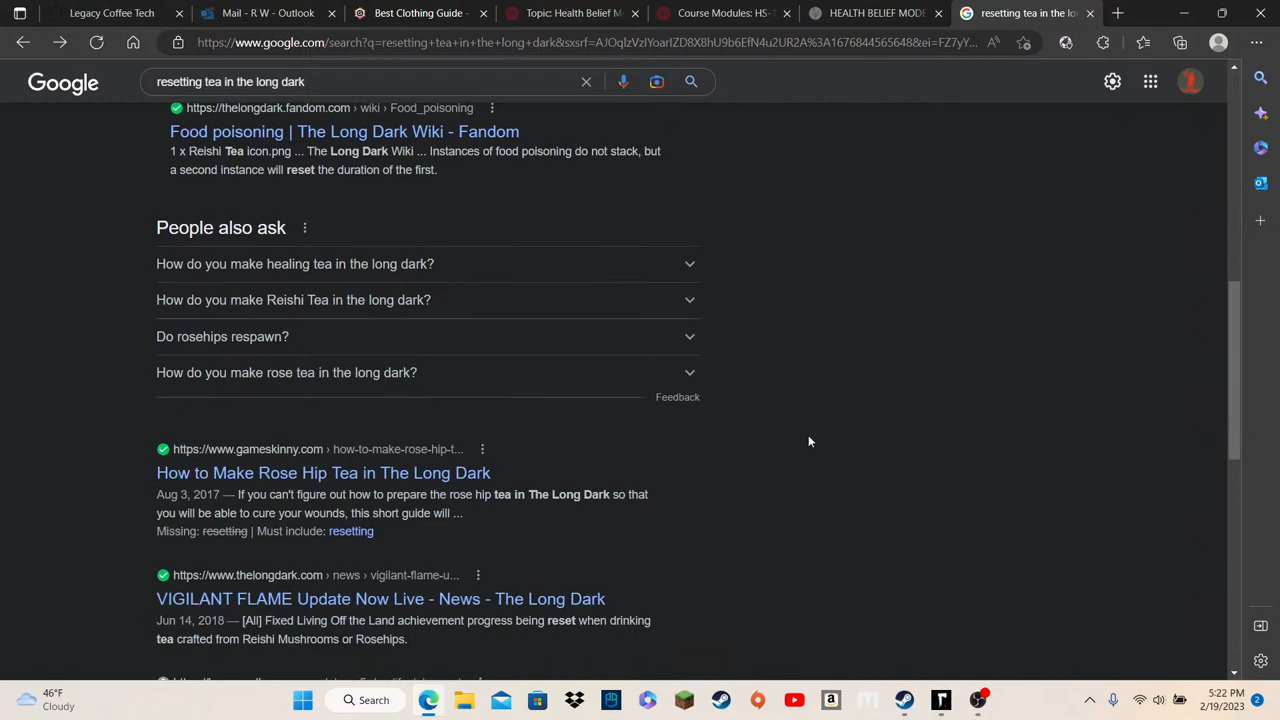 Legacy Coffee Tech
Mail - R W - Outlook
Best Clothing Guide -
Topic: Health Belief M
Course Modules: HS-1
HEALTH BELIEF MODE
resetting tea in the lo
https://www.google.com/search?q=resetting+tea+in+the+long+dark&sxsrf=AJOqlzVzlYoarIZD8X8hU9b6EfN4u2UR2A%3A1676844565648&ei=FZ7yY...
Google
resetting tea in the long dark
https://thelongdark.fandom.com › wiki › Food_poisoning
Food poisoning | The Long Dark Wiki - Fandom
1 x Reishi Tea icon.png ... The Long Dark Wiki ... Instances of food poisoning do not stack, but
a second instance will reset the duration of the first.
People also ask
How do you make healing tea in the long dark?
How do you make Reishi Tea in the long dark?
Do rosehips respawn?
How do you make rose tea in the long dark?
Feedback
https://www.gameskinny.com › how-to-make-rose-hip-t...
How to Make Rose Hip Tea in The Long Dark
Aug 3, 2017 — If you can't figure out how to prepare the rose hip tea in The Long Dark so that
you will be able to cure your wounds, this short guide will ...
Missing: resetting | Must include: resetting
https://www.thelongdark.com › news › vigilant-flame-u...
VIGILANT FLAME Update Now Live - News - The Long Dark
Jun 14, 2018 — [All] Fixed Living Off the Land achievement progress being reset when drinking
tea crafted from Reishi Mushrooms or Rosehips.
46°F
Cloudy
Search
5:22 PM
2/19/2023
2